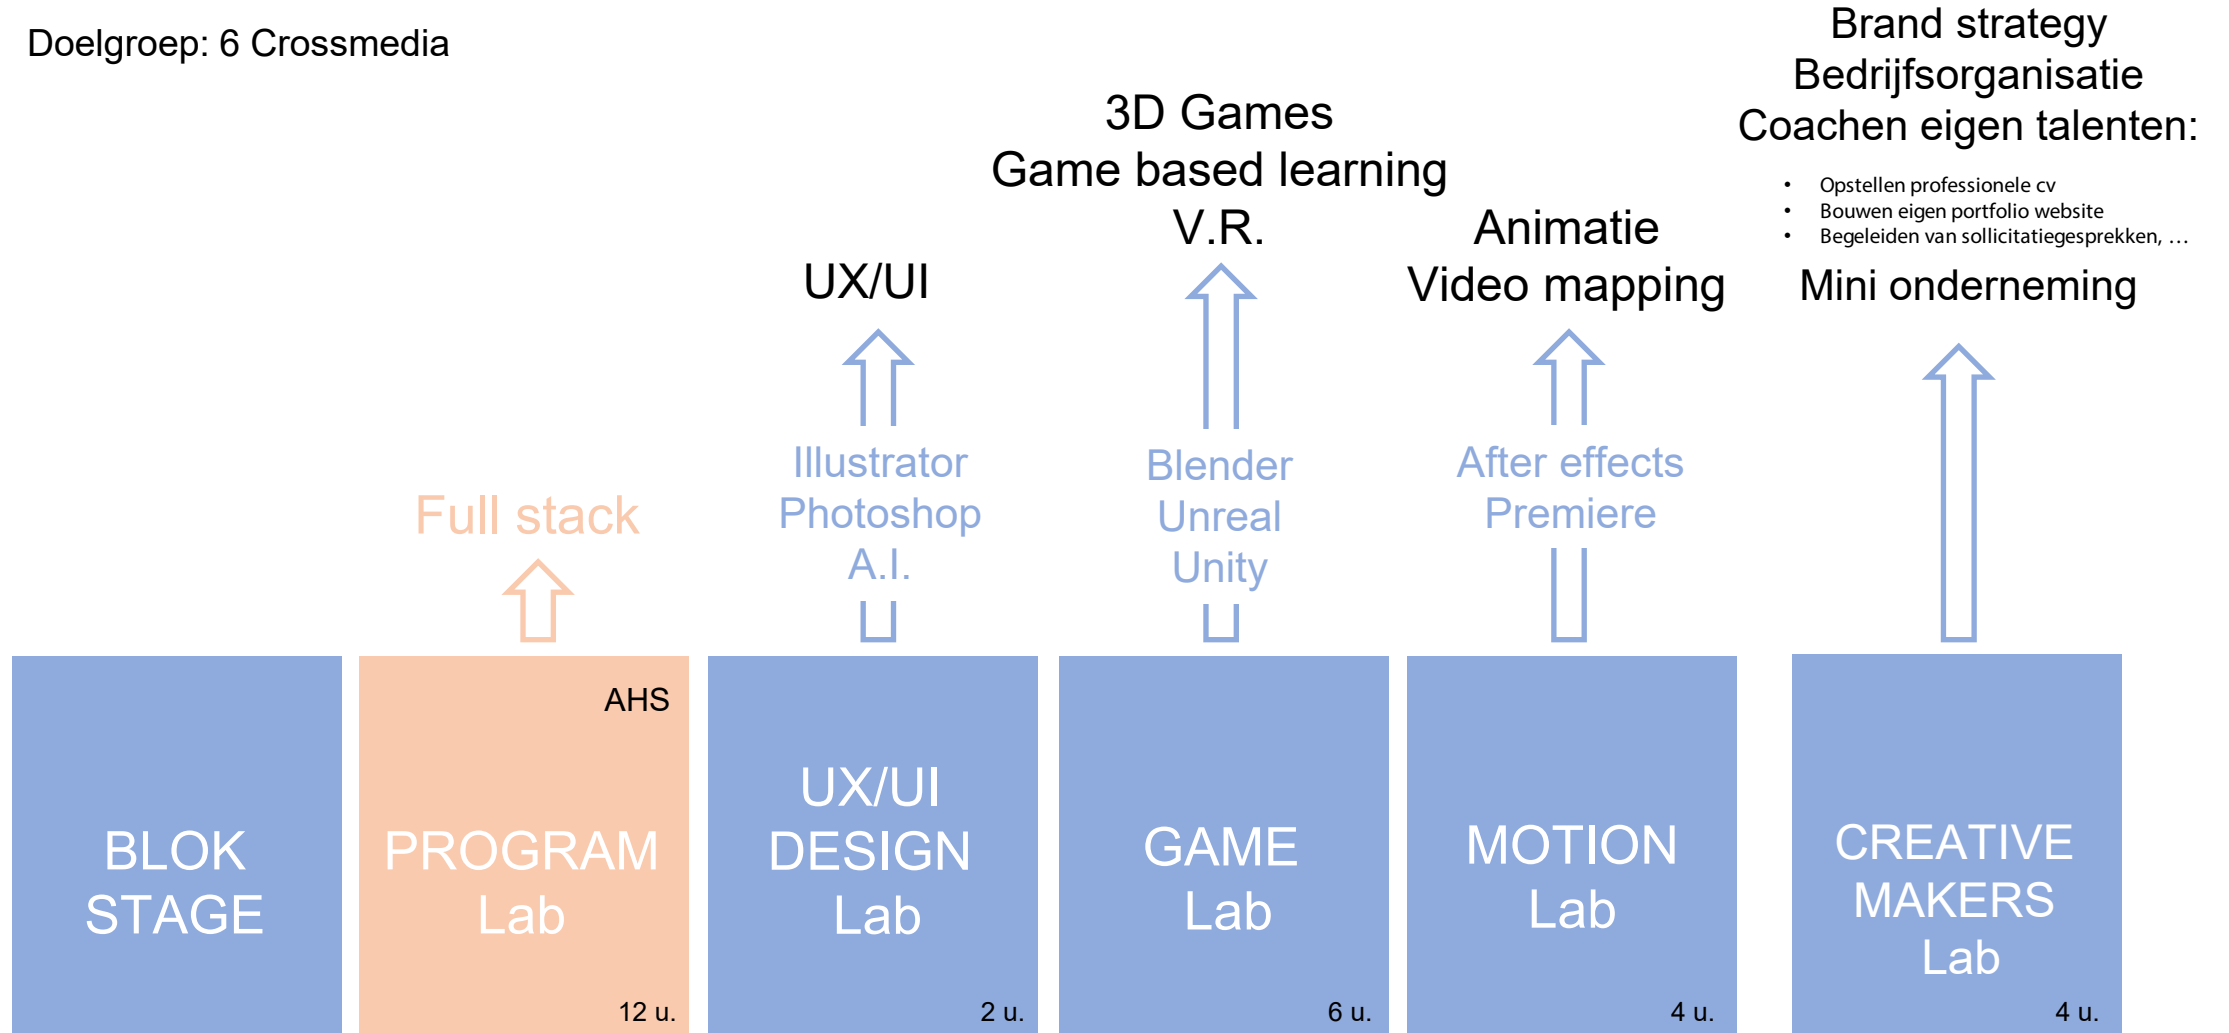 Doelgroep: 6 Crossmedia
Full stack
UX/UI
Illustrator
Photoshop
A.I.
3D Games
Game based learning
V.R.
Blender
Unreal
Unity
Animatie
Video mapping
After effects
Premiere
Brand strategy
Bedrijfsorganisatie
Coachen eigen talenten:
• Opstellen professionele cv
• Bouwen eigen portfolio website
• Begeleiden van sollicitatiegesprekken, …
Mini onderneming
BLOK
STAGE
AHS
PROGRAM
Lab
12 u.
UX/UI
DESIGN
Lab
2 u.
GAME
Lab
6 u.
MOTION
Lab
4 u.
CREATIVE
MAKERS
Lab
4 u.